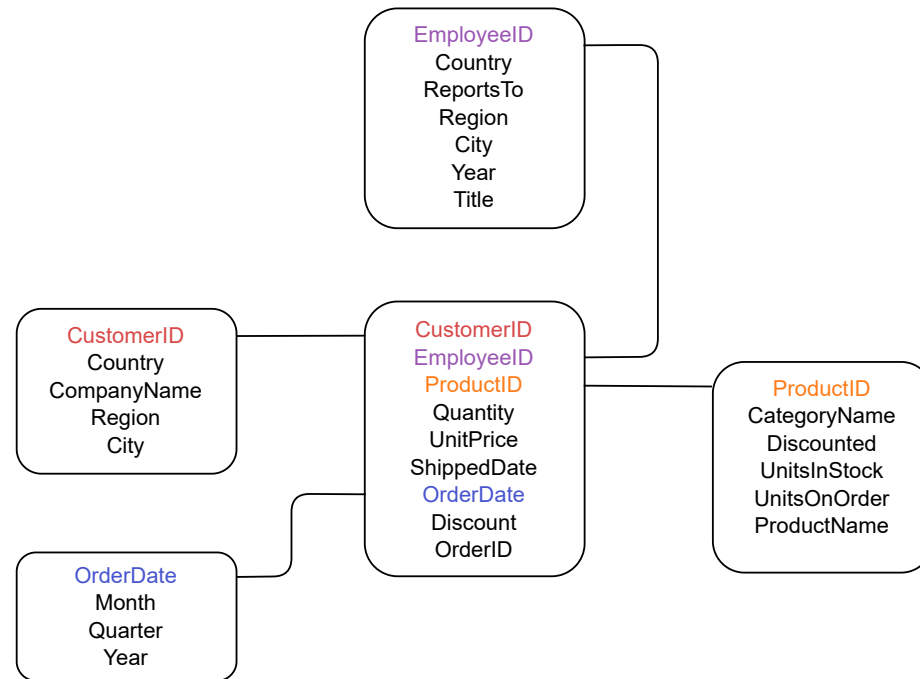 EmployeeID
Country
ReportsTo
Region
City
Year
Title
CustomerID
Country
CompanyName
Region
City
CustomerID
EmployeeID
ProductID
Quantity
UnitPrice
ShippedDate
OrderDate
Discount
OrderID
ProductID
CategoryName
Discounted
UnitsInStock
UnitsOnOrder
ProductName
OrderDate
Month
Quarter
Year